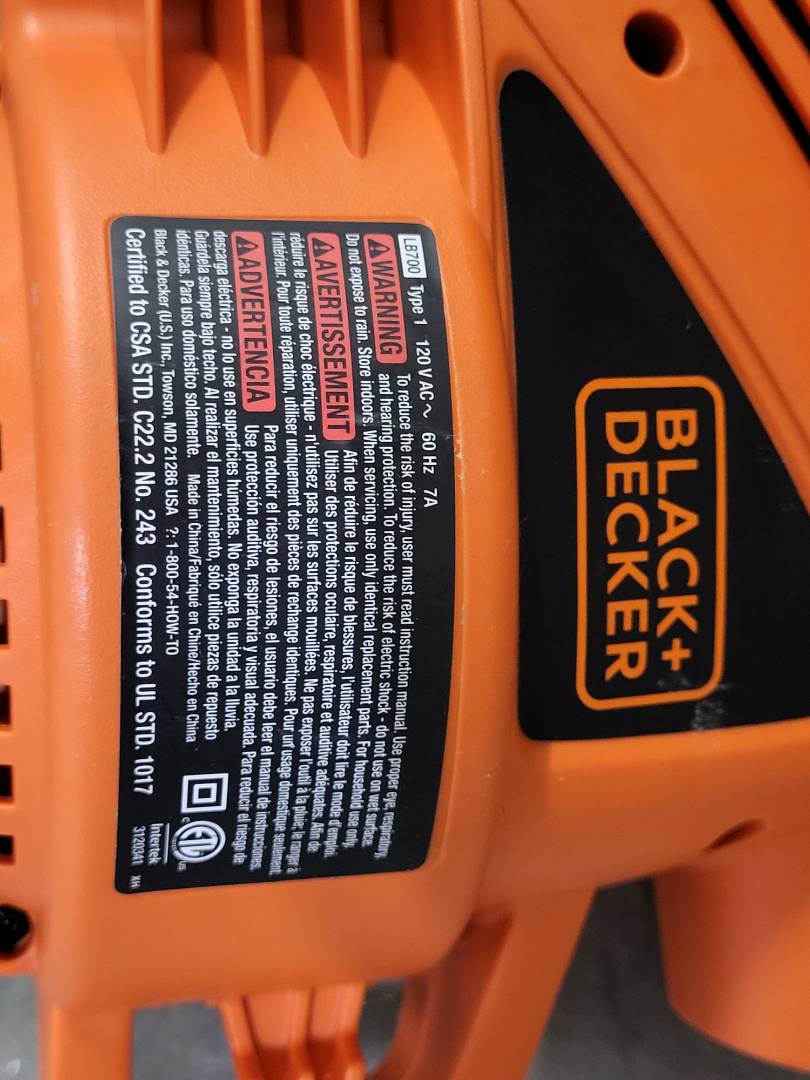 BLACK+
DECKER
LB700 Type 1 120V AC~ 60 Hz 7A
⚠WARNING To reduce the risk of injury, user must read instruction manual. Use proper eye, respiratory,
and hearing protection. To reduce the risk of electric shock - do not use on wet surface.
Do not expose to rain. Store indoors. When servicing, use only identical replacement parts. For household use only.
⚠AVERTISSEMENT Afin de réduire le risque de blessures, l'utilisateur doit lire le mode d'emploi.
Utiliser des protections oculaire, respiratoire et auditive adéquates. Afin de
réduire le risque de choc électrique - n'utilisez pas sur les surfaces mouillées. Ne pas exposer l'outil à la pluie; le ranger à
l'intérieur. Pour toute réparation, utiliser uniquement des pièces de rechange identiques. Pour un usage domestique seulement
⚠ADVERTENCIA Para reducir el riesgo de lesiones, el usuario debe leer el manual de instrucciones.
Use protección auditiva, respiratoria y visual adecuada. Para reducir el riesgo de
descarga eléctrica - no lo use en superficies húmedas. No exponga la unidad a la lluvia.
Guárdela siempre bajo techo. Al realizar el mantenimiento, sólo utilice piezas de repuesto
idénticas. Para uso doméstico solamente. Made in China/Fabriqué en Chine/Hecho en China
Black & Decker (U.S.) Inc., Towson, MD 21286 USA ?: 1-800-54-HOW-TO
Certified to CSA STD. C22.2 No. 243 Conforms to UL STD. 1017
C ETL US
Intertek
3120341 XH